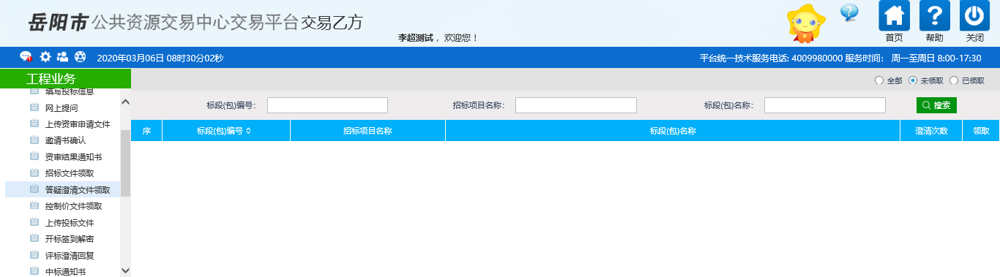 岳阳市 公共资源交易中心交易平台 交易乙方
李超测试 ，欢迎您！
首页 帮助 关闭
2020年03月06日 08时30分02秒 平台统一技术服务电话: 4009980000 服务时间： 周一至周日 8:00-17:30
工程业务
全部 未领取 已领取
填写投标信息
网上提问
上传资审申请文件
邀请书确认
资审结果通知书
招标文件领取
答疑澄清文件领取
控制价文件领取
上传投标文件
开标签到解密
评标澄清回复
中标通知书
标段(包)编号： 招标项目名称： 标段(包)名称： 搜索
序 标段(包)编号 招标项目名称 标段(包)名称 澄清次数 领取